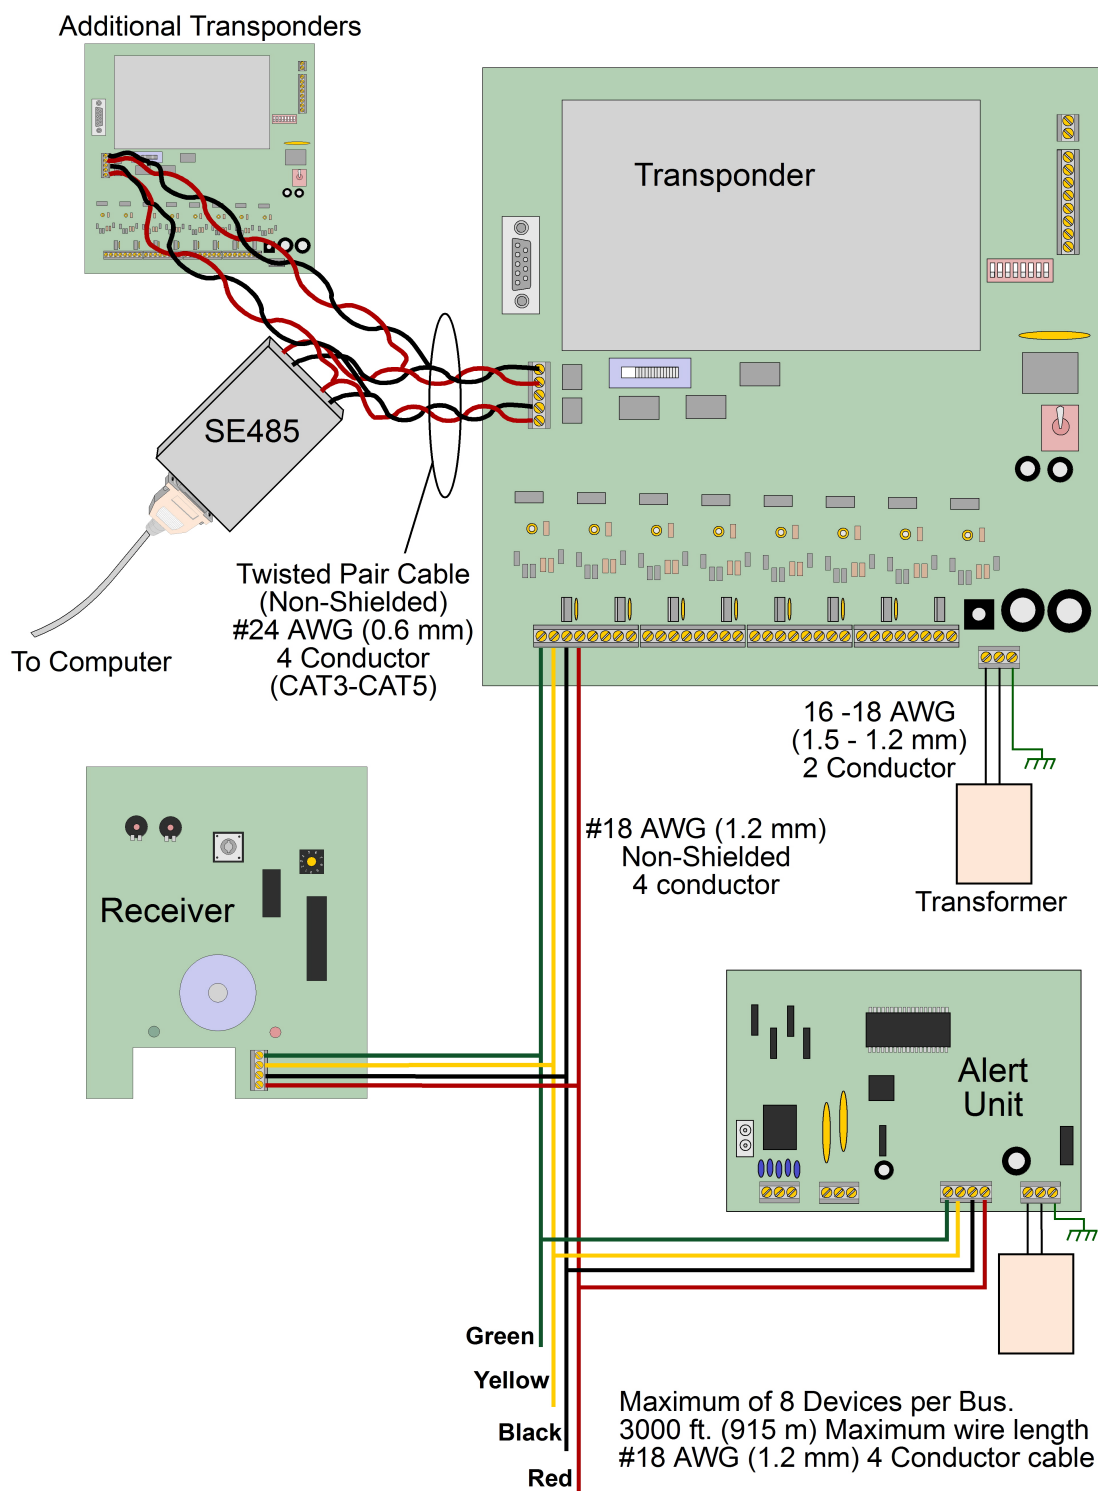 Additional Transponders
Transponder
SE485
To Computer
Twisted Pair Cable
(Non-Shielded)
#24 AWG (0.6 mm)
4 Conductor
(CAT3-CAT5)
16 -18 AWG
(1.5 - 1.2 mm)
2 Conductor
Transformer
#18 AWG (1.2 mm)
Non-Shielded
4 conductor
Receiver
Alert
Unit
Green
Yellow
Black
Red
Maximum of 8 Devices per Bus.
3000 ft. (915 m) Maximum wire length
#18 AWG (1.2 mm) 4 Conductor cable